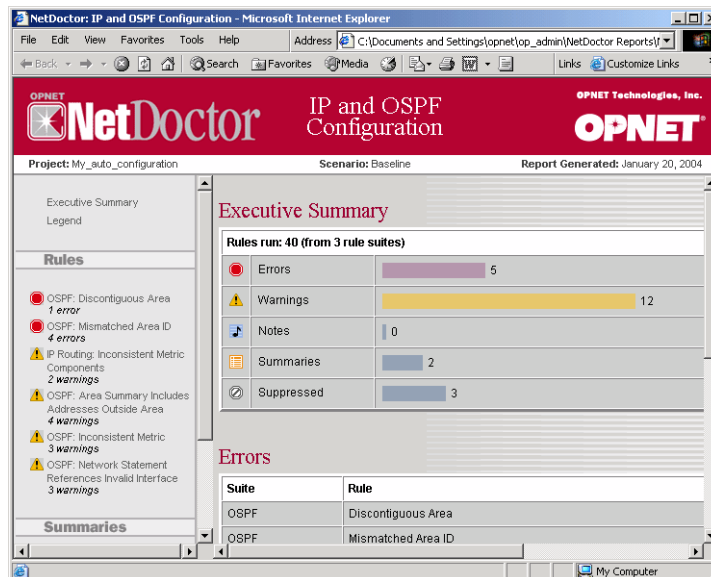 NetDoctor: IP and OSPF Configuration - Microsoft Internet Explorer
File Edit View Favorites Tools Help Address C:\Documents and Settings\opnet\op_admin\NetDoctor Reports\
Back Search Favorites Media Links Customize Links
OPNET
NetDoctor
IP and OSPF
Configuration
OPNET Technologies, Inc.
OPNET
Project: My_auto_configuration Scenario: Baseline Report Generated: January 20, 2004
Executive Summary
Legend
Rules
OSPF: Discontiguous Area
1 error
OSPF: Mismatched Area ID
4 errors
IP Routing: Inconsistent Metric
Components
2 warnings
OSPF: Area Summary Includes
Addresses Outside Area
4 warnings
OSPF: Inconsistent Metric
3 warnings
OSPF: Network Statement
References Invalid Interface
3 warnings
Summaries
Executive Summary
Rules run: 40 (from 3 rule suites)
Errors 5
Warnings 12
Notes 0
Summaries 2
Suppressed 3
Errors
Suite Rule
OSPF Discontiguous Area
OSPF Mismatched Area ID
My Computer